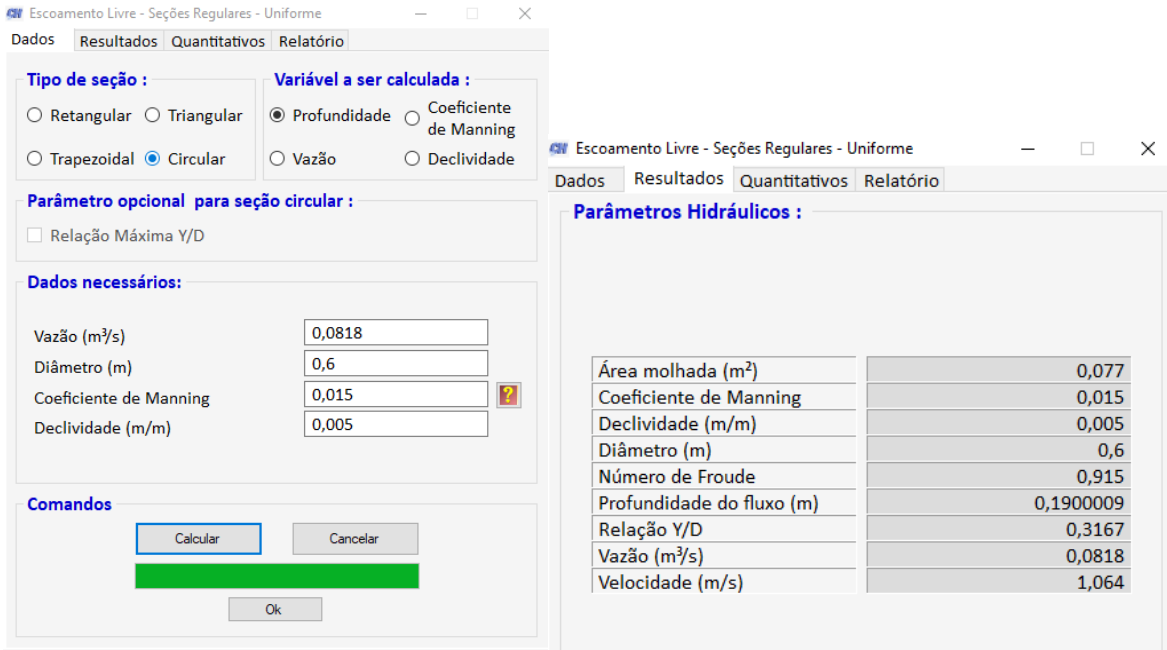 CH Escoamento Livre - Seções Regulares - Uniforme
Dados Resultados Quantitativos Relatório
Tipo de seção :
Retangular Triangular
Trapezoidal Circular
Variável a ser calculada :
Profundidade Coeficiente de Manning
Vazão Declividade
Parâmetro opcional para seção circular :
Relação Máxima Y/D
Dados necessários:
Vazão (m³/s) 0,0818
Diâmetro (m) 0,6
Coeficiente de Manning 0,015 ?
Declividade (m/m) 0,005
Comandos
Calcular Cancelar
Ok
CH Escoamento Livre - Seções Regulares - Uniforme
Dados Resultados Quantitativos Relatório
Parâmetros Hidráulicos :
Área molhada (m²) 0,077
Coeficiente de Manning 0,015
Declividade (m/m) 0,005
Diâmetro (m) 0,6
Número de Froude 0,915
Profundidade do fluxo (m) 0,1900009
Relação Y/D 0,3167
Vazão (m³/s) 0,0818
Velocidade (m/s) 1,064